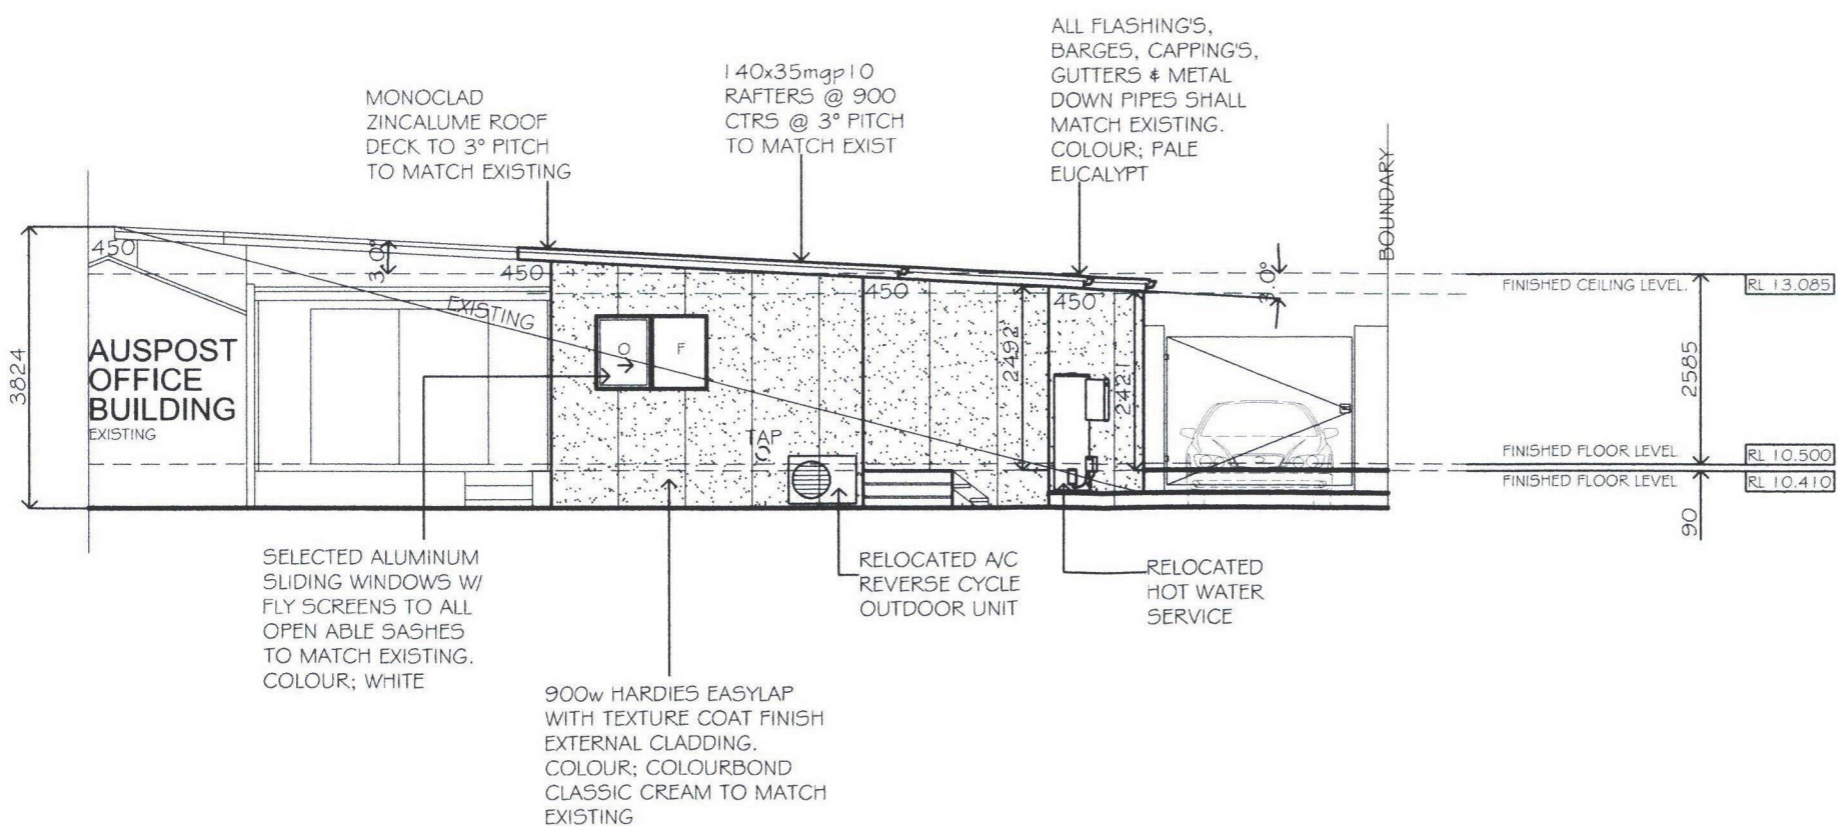 ALL FLASHING'S,
BARGES, CAPPING'S,
GUTTERS & METAL
DOWN PIPES SHALL
MATCH EXISTING.
COLOUR; PALE
EUCALYPT
140x35mgp10
RAFTERS @ 900
CTRS @ 3° PITCH
TO MATCH EXIST
MONOCLAD
ZINCALUME ROOF
DECK TO 3° PITCH
TO MATCH EXISTING
BOUNDARY
450
3.0°
450
450
450
3.0°
EXISTING
FINISHED CEILING LEVEL.
RL 13.085
3824
AUSPOST
OFFICE
BUILDING
EXISTING
O
F
2492
2421
2585
TAP
FINISHED FLOOR LEVEL
RL 10.500
FINISHED FLOOR LEVEL
RL 10.410
90
SELECTED ALUMINUM
SLIDING WINDOWS W/
FLY SCREENS TO ALL
OPEN ABLE SASHES
TO MATCH EXISTING.
COLOUR; WHITE
RELOCATED A/C
REVERSE CYCLE
OUTDOOR UNIT
RELOCATED
HOT WATER
SERVICE
900w HARDIES EASYLAP
WITH TEXTURE COAT FINISH
EXTERNAL CLADDING.
COLOUR; COLOURBOND
CLASSIC CREAM TO MATCH
EXISTING